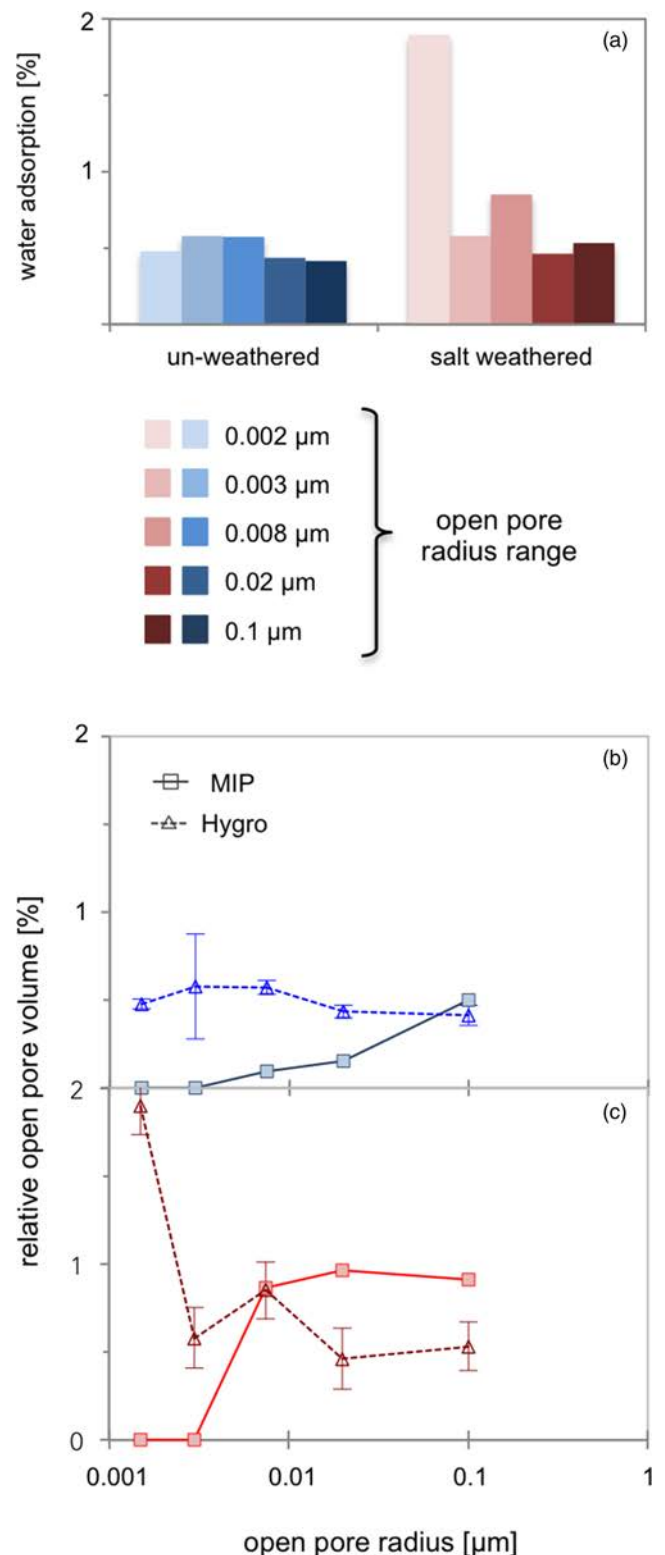 (a)
water adsorption [%]
2
1
un-weathered
salt weathered
0.002 µm
0.003 µm
0.008 µm
0.02 µm
0.1 µm
open pore
radius range
(b)
MIP
Hygro
2
1
relative open pore volume [%]
(c)
2
1
0
0.001
0.01
0.1
1
open pore radius [µm]